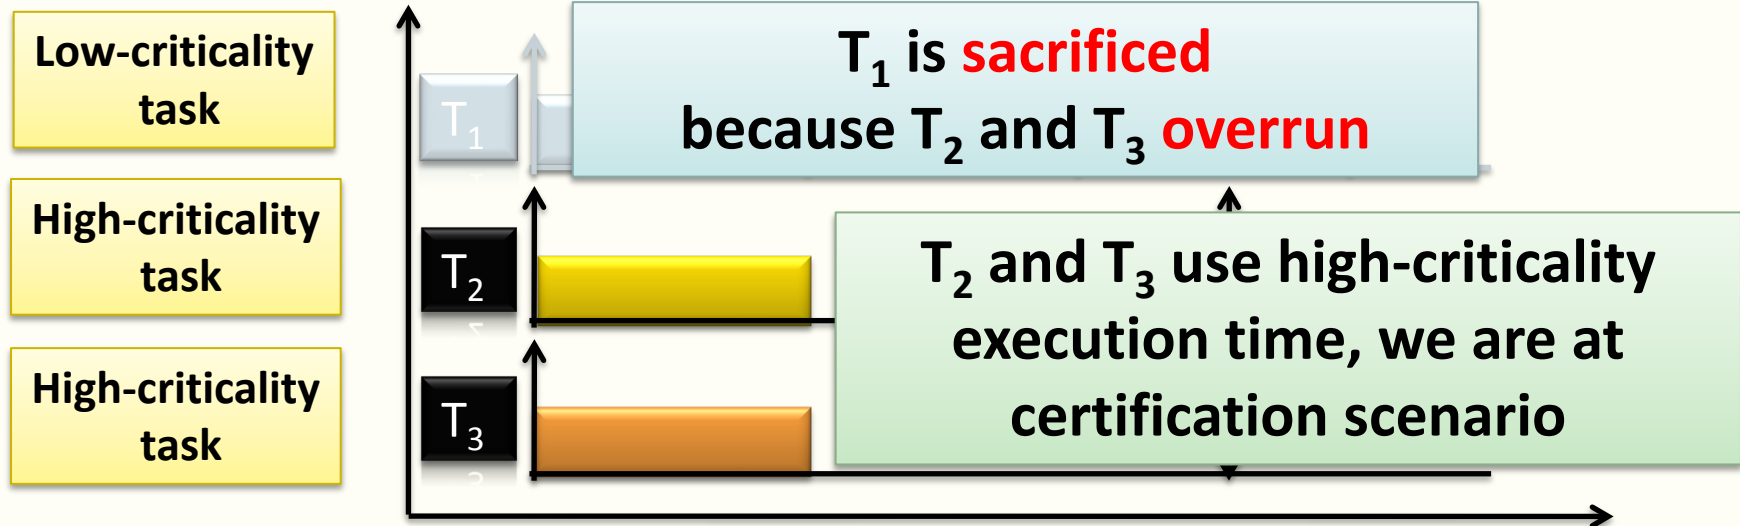 Low-criticality
task
T1
T1 is sacrificed
because T2 and T3 overrun
High-criticality
task
T2
T2 and T3 use high-criticality
execution time, we are at
certification scenario
High-criticality
task
T3